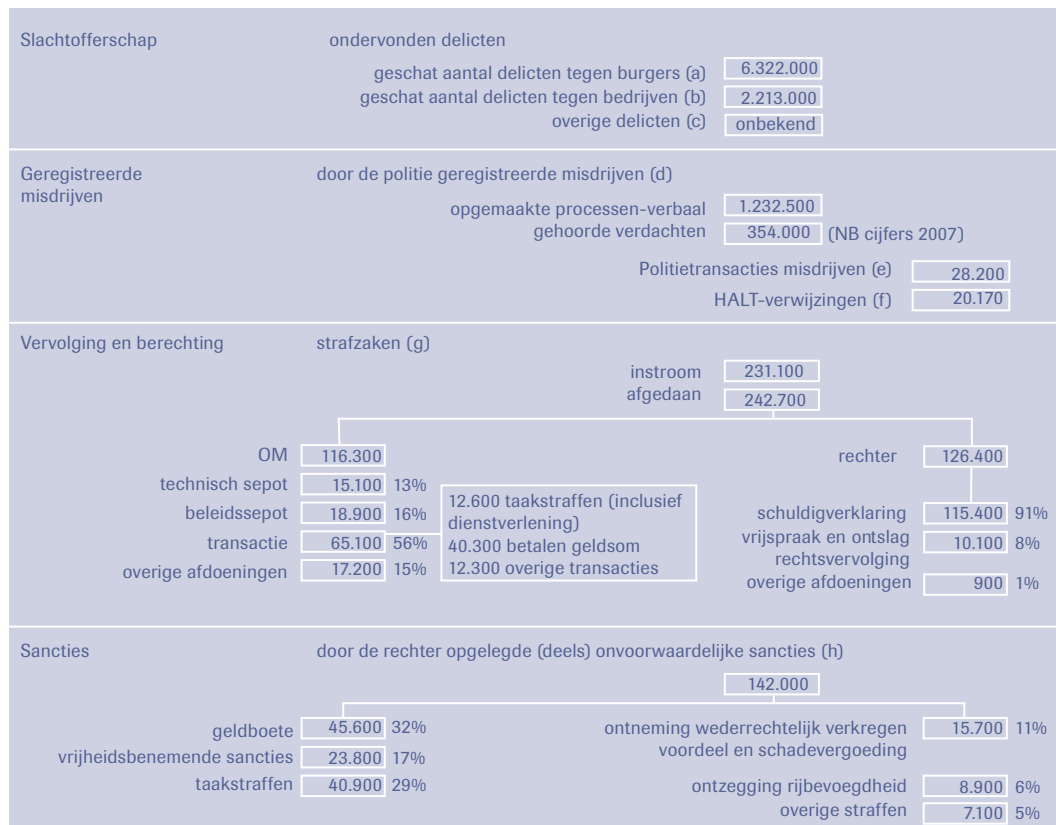 Slachtofferschap ondervonden delicten
geschat aantal delicten tegen burgers (a) 6.322.000
geschat aantal delicten tegen bedrijven (b) 2.213.000
overige delicten (c) onbekend
Geregistreerde door de politie geregistreerde misdrijven (d)
misdrijven
opgemaakte processen-verbaal 1.232.500
gehoorde verdachten 354.000 (NB cijfers 2007)
Politietransacties misdrijven (e) 28.200
HALT-verwijzingen (f) 20.170
Vervolging en berechting strafzaken (g)
instroom 231.100
afgedaan 242.700
OM 116.300
technisch sepot 15.100 13%
beleidssepot 18.900 16%
transactie 65.100 56%
overige afdoeningen 17.200 15%
12.600 taakstraffen (inclusief
dienstverlening)
40.300 betalen geldsom
12.300 overige transacties
rechter 126.400
schuldigverklaring 115.400 91%
vrijspraak en ontslag 10.100 8%
rechtsvervolging
overige afdoeningen 900 1%
Sancties door de rechter opgelegde (deels) onvoorwaardelijke sancties (h)
142.000
geldboete 45.600 32%
vrijheidsbenemende sancties 23.800 17%
taakstraffen 40.900 29%
ontneming wederrechtelijk verkregen 15.700 11%
voordeel en schadevergoeding
ontzegging rijbevoegdheid 8.900 6%
overige straffen 7.100 5%